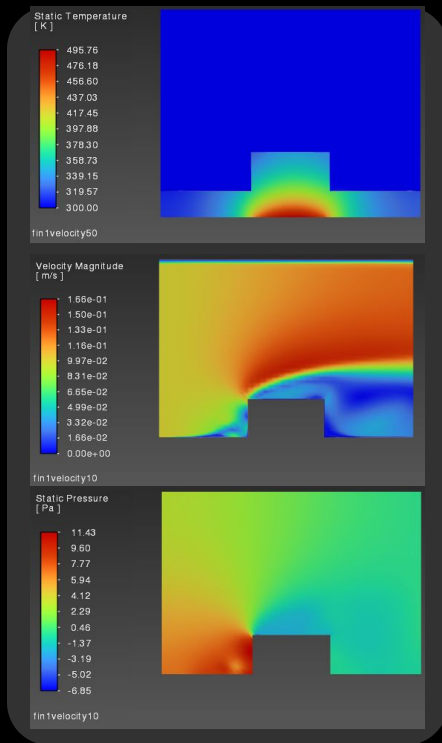 Static Temperature
[ K ]
495.76
476.18
456.60
437.03
417.45
397.88
378.30
358.73
339.15
319.57
300.00
fin1velocity50
Velocity Magnitude
[ m/s ]
1.66e-01
1.50e-01
1.33e-01
1.16e-01
9.97e-02
8.31e-02
6.65e-02
4.99e-02
3.32e-02
1.66e-02
0.00e+00
fin1velocity10
Static Pressure
[ Pa ]
11.43
9.60
7.77
5.94
4.12
2.29
0.46
-1.37
-3.19
-5.02
-6.85
fin1velocity10